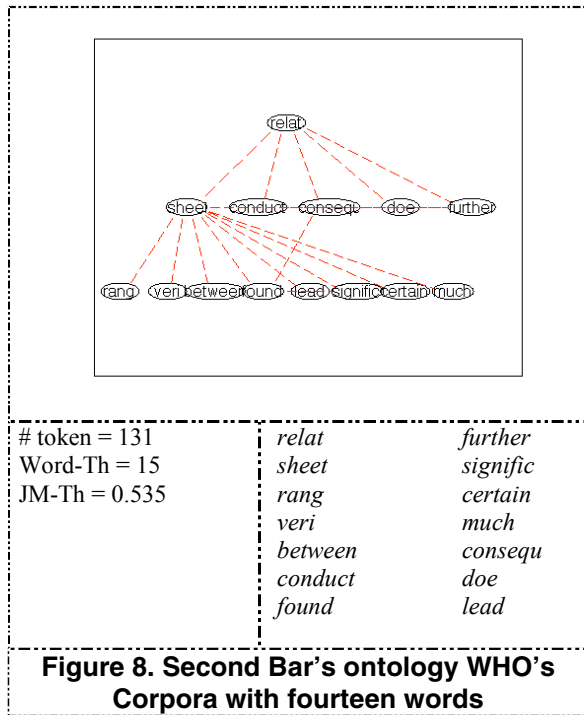 relat
sheet conduct consequ doe further
rang veri between found lead signific certain much
# token = 131
Word-Th = 15
JM-Th = 0.535
relat further
sheet signific
rang certain
veri much
between consequ
conduct doe
found lead
Figure 8. Second Bar's ontology WHO's
Corpora with fourteen words